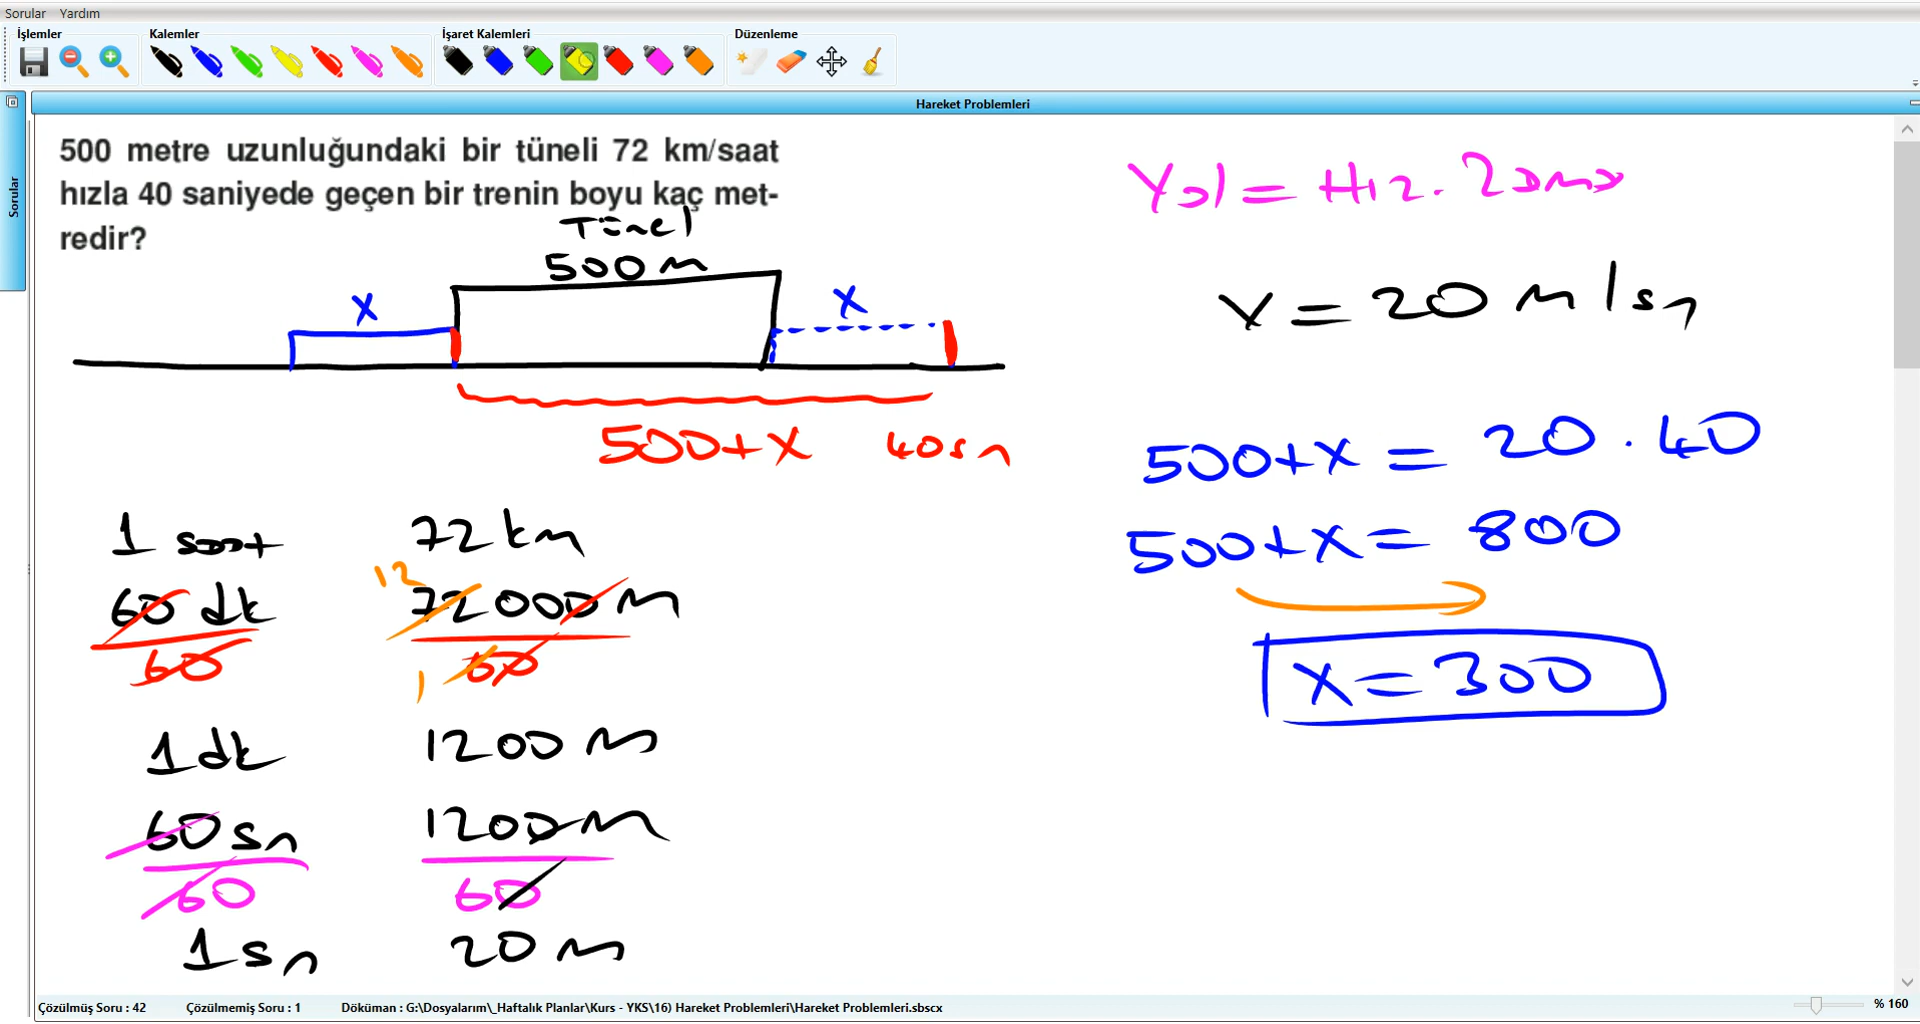 Sorular Yardım
İşlemler Kalemler İşaret Kalemleri Düzenleme
Hareket Problemleri
Sorular
500 metre uzunluğundaki bir tüneli 72 km/saat
hızla 40 saniyede geçen bir trenin boyu kaç met-
redir?
Tünel
500 m
x x
500+x 40sn
1 saat 72 km
60 dk 72000 m
12
60 60
1
1 dk 1200 m
60 sn 1200 m
60 60
1 sn 20 m
Yol = Hız . Zaman
V = 20 m/sn
500+x = 20 . 40
500+x = 800
x = 300
Çözülmüş Soru : 42 Çözülmemiş Soru : 1 Döküman : G:\Dosyalarım\_Haftalık Planlar\Kurs - YKS\16) Hareket Problemleri\Hareket Problemleri.sbscx % 160